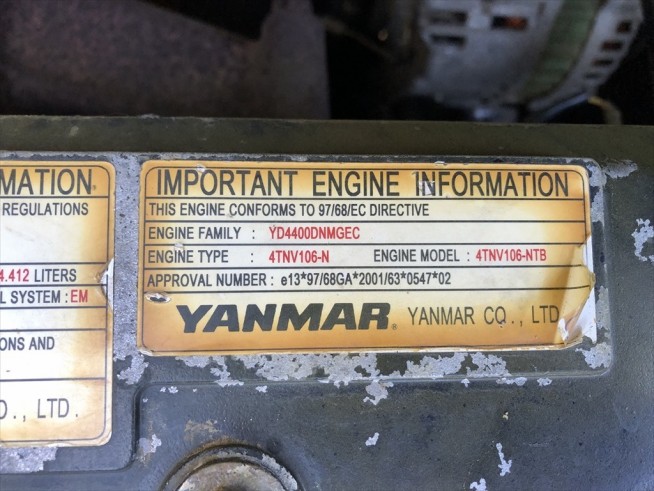 MATION
REGULATIONS
4.412 LITERS
L SYSTEM : EM
ONS AND
O., LTD.
IMPORTANT ENGINE INFORMATION
THIS ENGINE CONFORMS TO 97/68/EC DIRECTIVE
ENGINE FAMILY : YD4400DNMGEC
ENGINE TYPE : 4TNV106-N ENGINE MODEL : 4TNV106-NTB
APPROVAL NUMBER : e13*97/68GA*2001/63*0547*02
YANMAR YANMAR CO., LTD